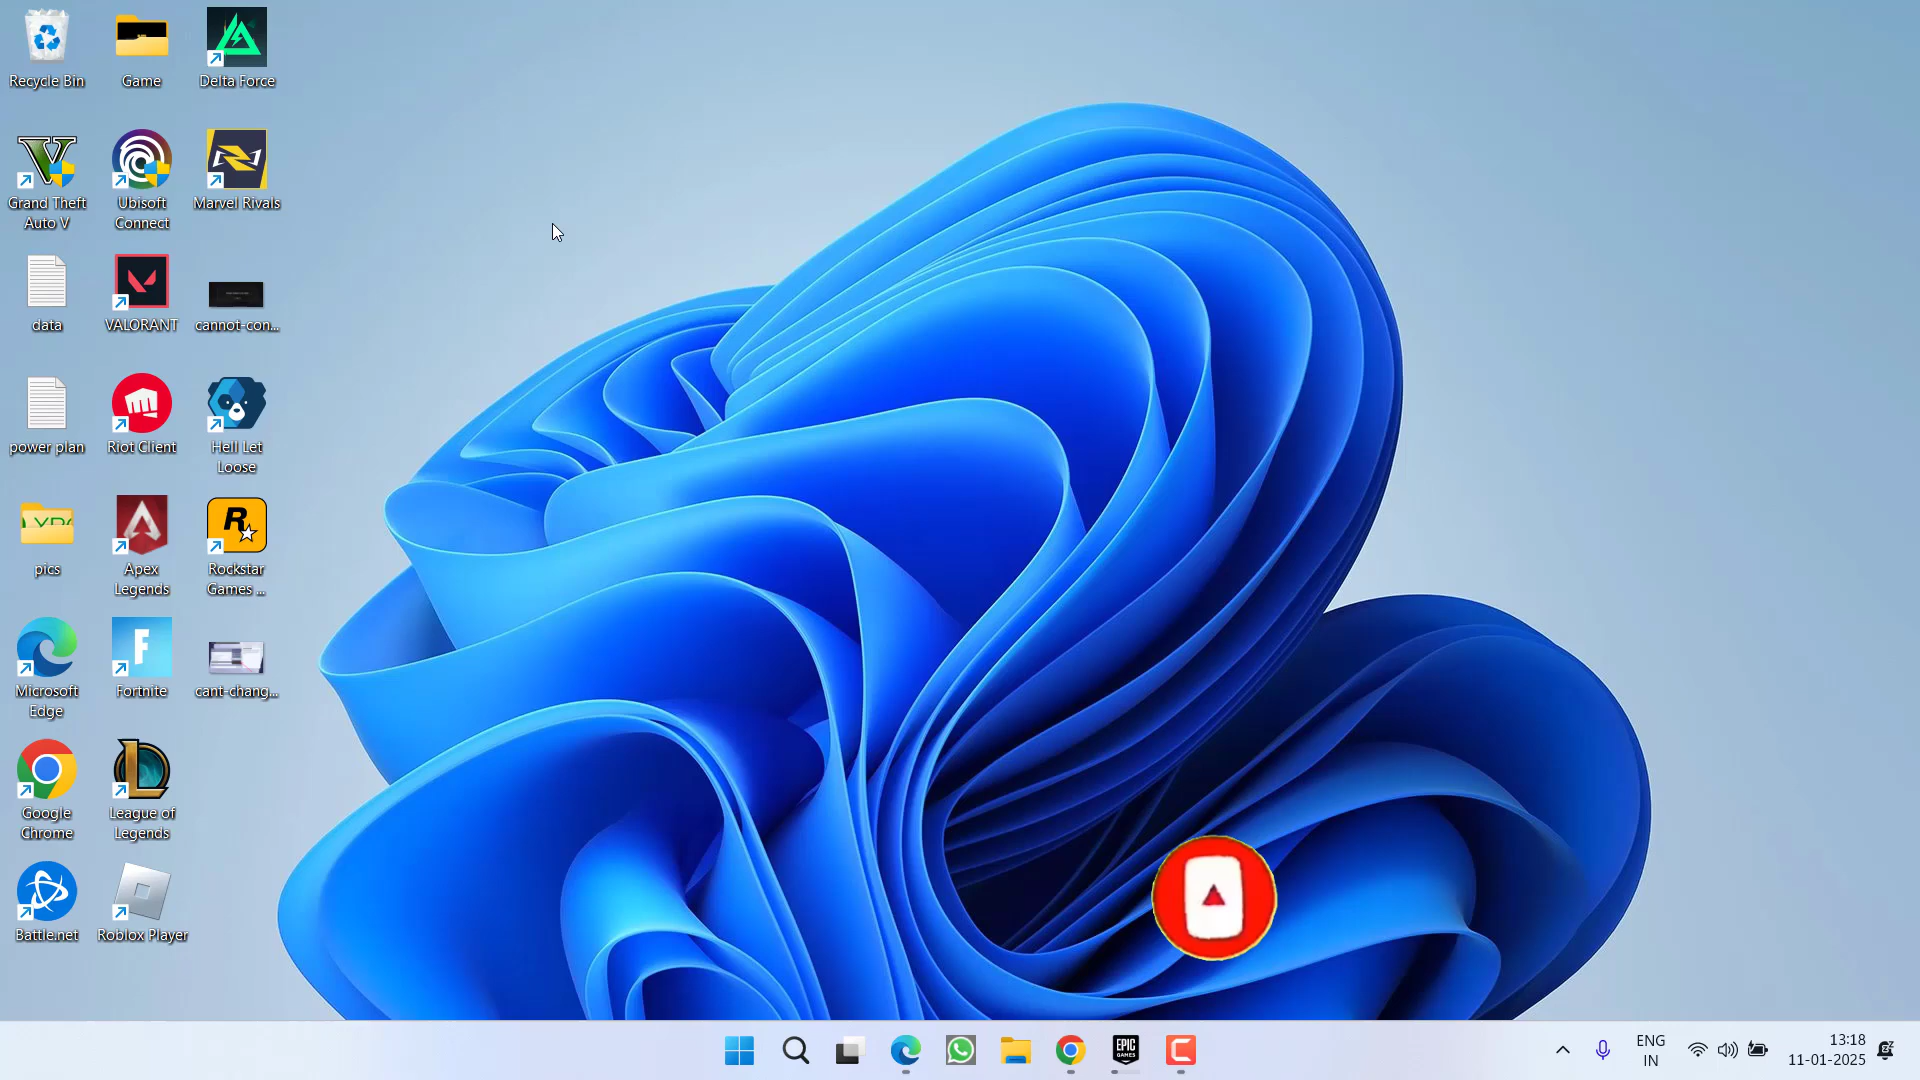 Recycle Bin
Game
Delta Force
Grand Theft
Auto V
Ubisoft
Connect
Marvel Rivals
data
VALORANT
cannot-con...
power plan
Riot Client
Hell Let
Loose
pics
Apex
Legends
R
Rockstar
Games ...
Microsoft
Edge
F
Fortnite
cant-chang...
Google
Chrome
League of
Legends
Battle.net
Roblox Player
EPIC
GAMES
ENG
IN
13:18
11-01-2025